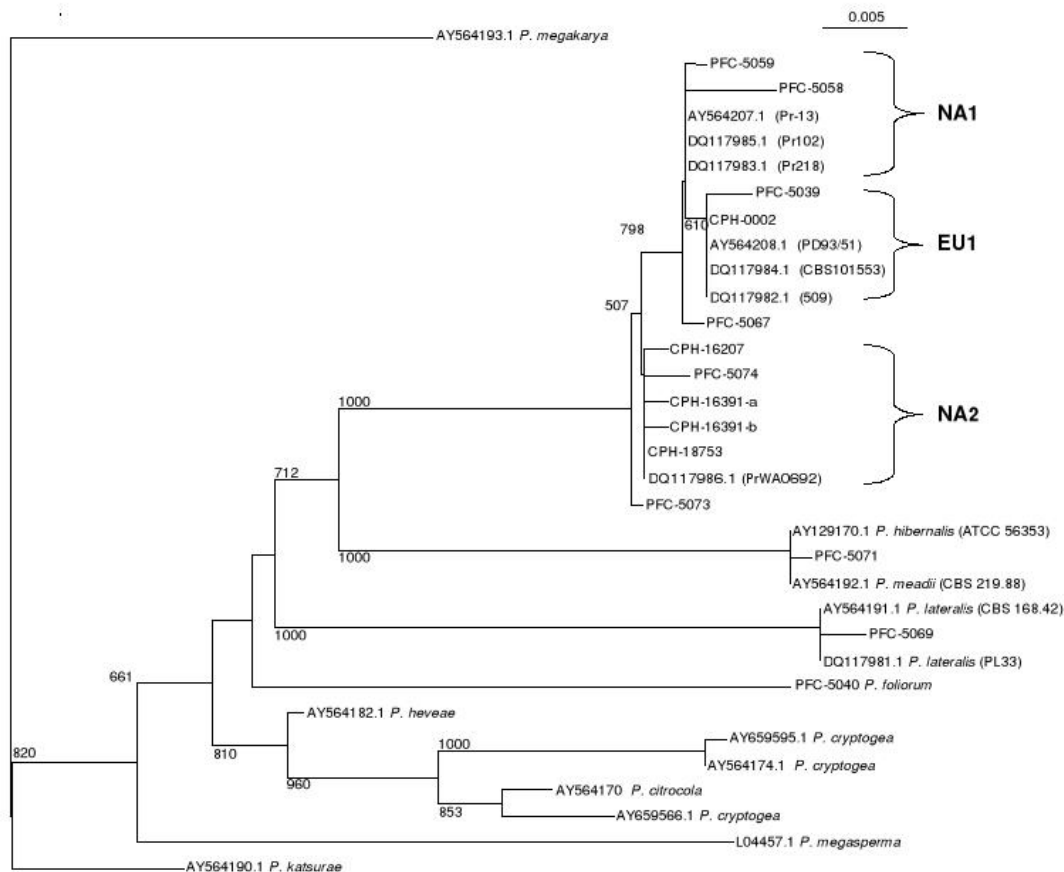 0.005
AY564193.1 P. megakarya
PFC-5059
PFC-5058
AY564207.1 (Pr-13)
NA1
DQ117985.1 (Pr102)
DQ117983.1 (Pr218)
PFC-5039
610
CPH-0002
798
AY564208.1 (PD93/51)
EU1
DQ117984.1 (CBS101553)
DQ117982.1 (509)
507
PFC-5067
CPH-16207
PFC-5074
1000
CPH-16391-a
NA2
CPH-16391-b
CPH-18753
712
DQ117986.1 (PrWAO692)
PFC-5073
AY129170.1 P. hibernalis (ATCC 56353)
1000
PFC-5071
AY564192.1 P. meadii (CBS 219.88)
AY564191.1 P. lateralis (CBS 168.42)
1000
PFC-5069
DQ117981.1 P. lateralis (PL33)
661
PFC-5040 P. foliorum
AY564182.1 P. heveae
820
810
1000
AY659595.1 P. cryptogea
AY564174.1 P. cryptogea
960
AY564170 P. citrocola
853
AY659566.1 P. cryptogea
L04457.1 P. megasperma
AY564190.1 P. katsurae